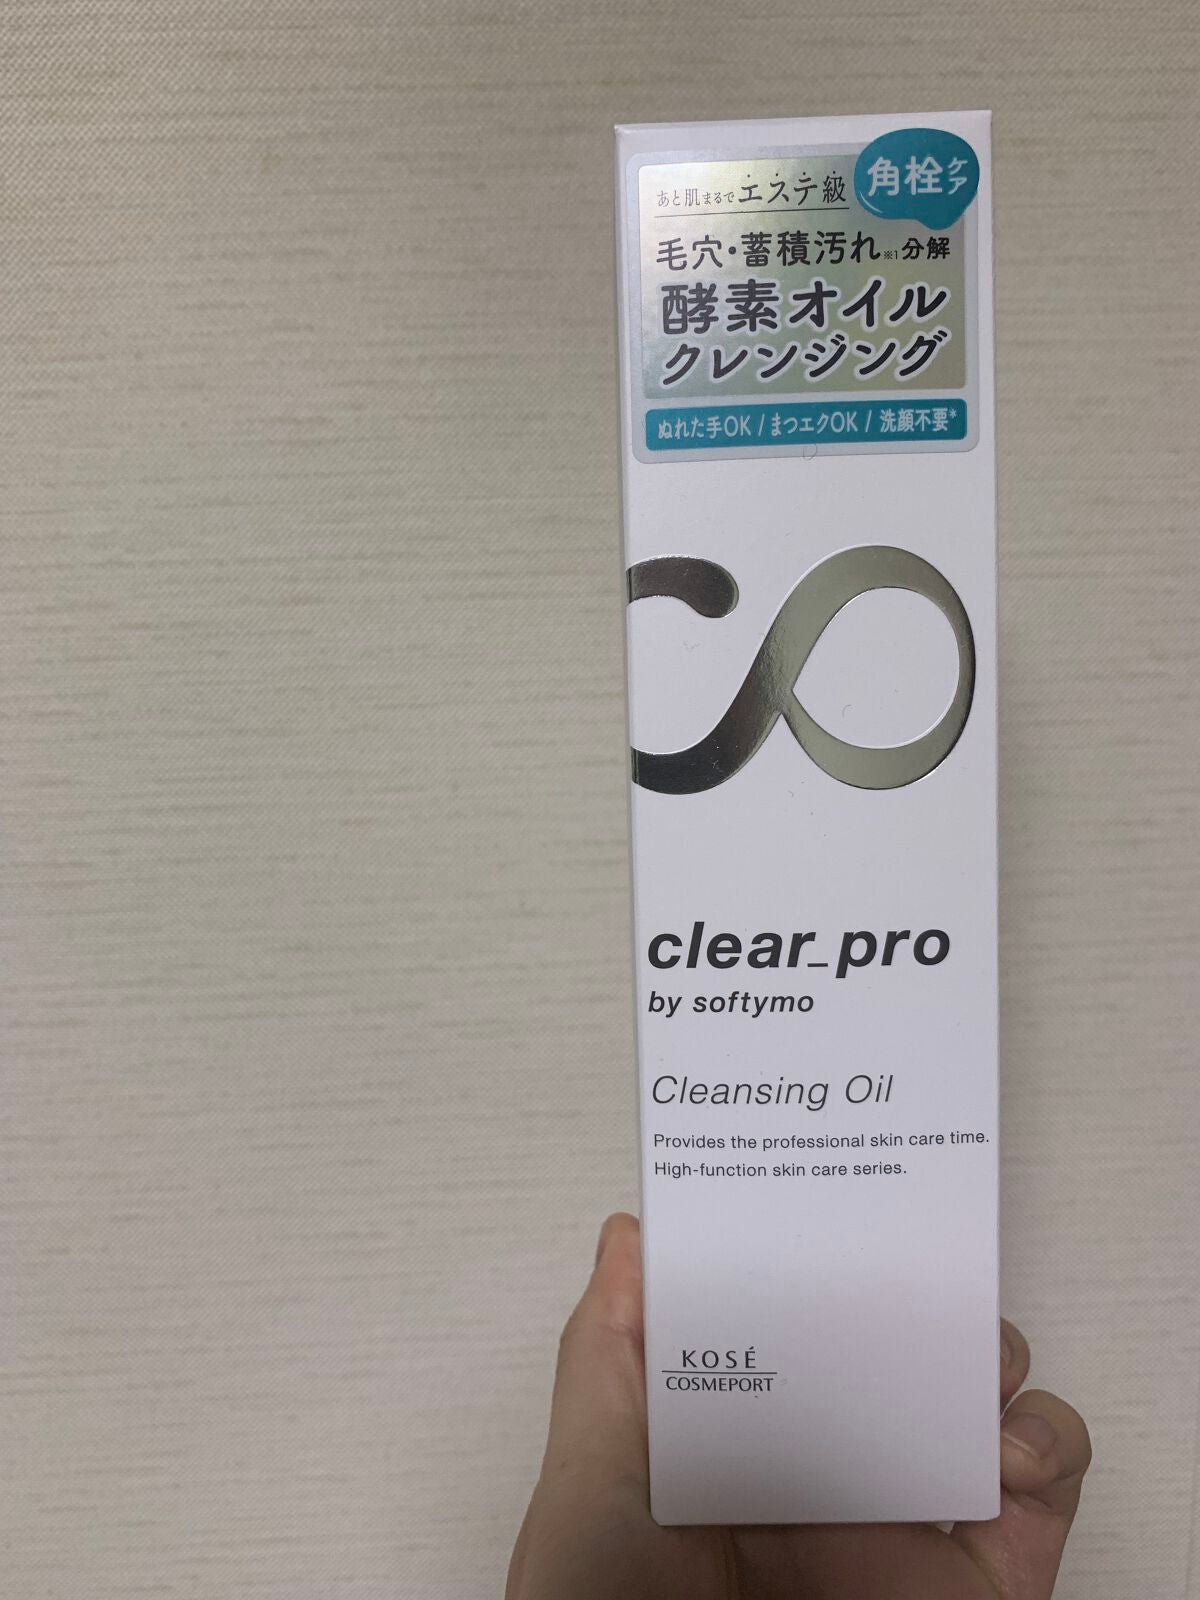 角栓ケア
あと肌まるでエステ級
毛穴・蓄積汚れ※1分解
酵素オイル
クレンジング
ぬれた手OK / まつエクOK / 洗顔不要*
clear_pro
by softymo
Cleansing Oil
Provides the professional skin care time.
High-function skin care series.
KOSÉ
COSMEPORT